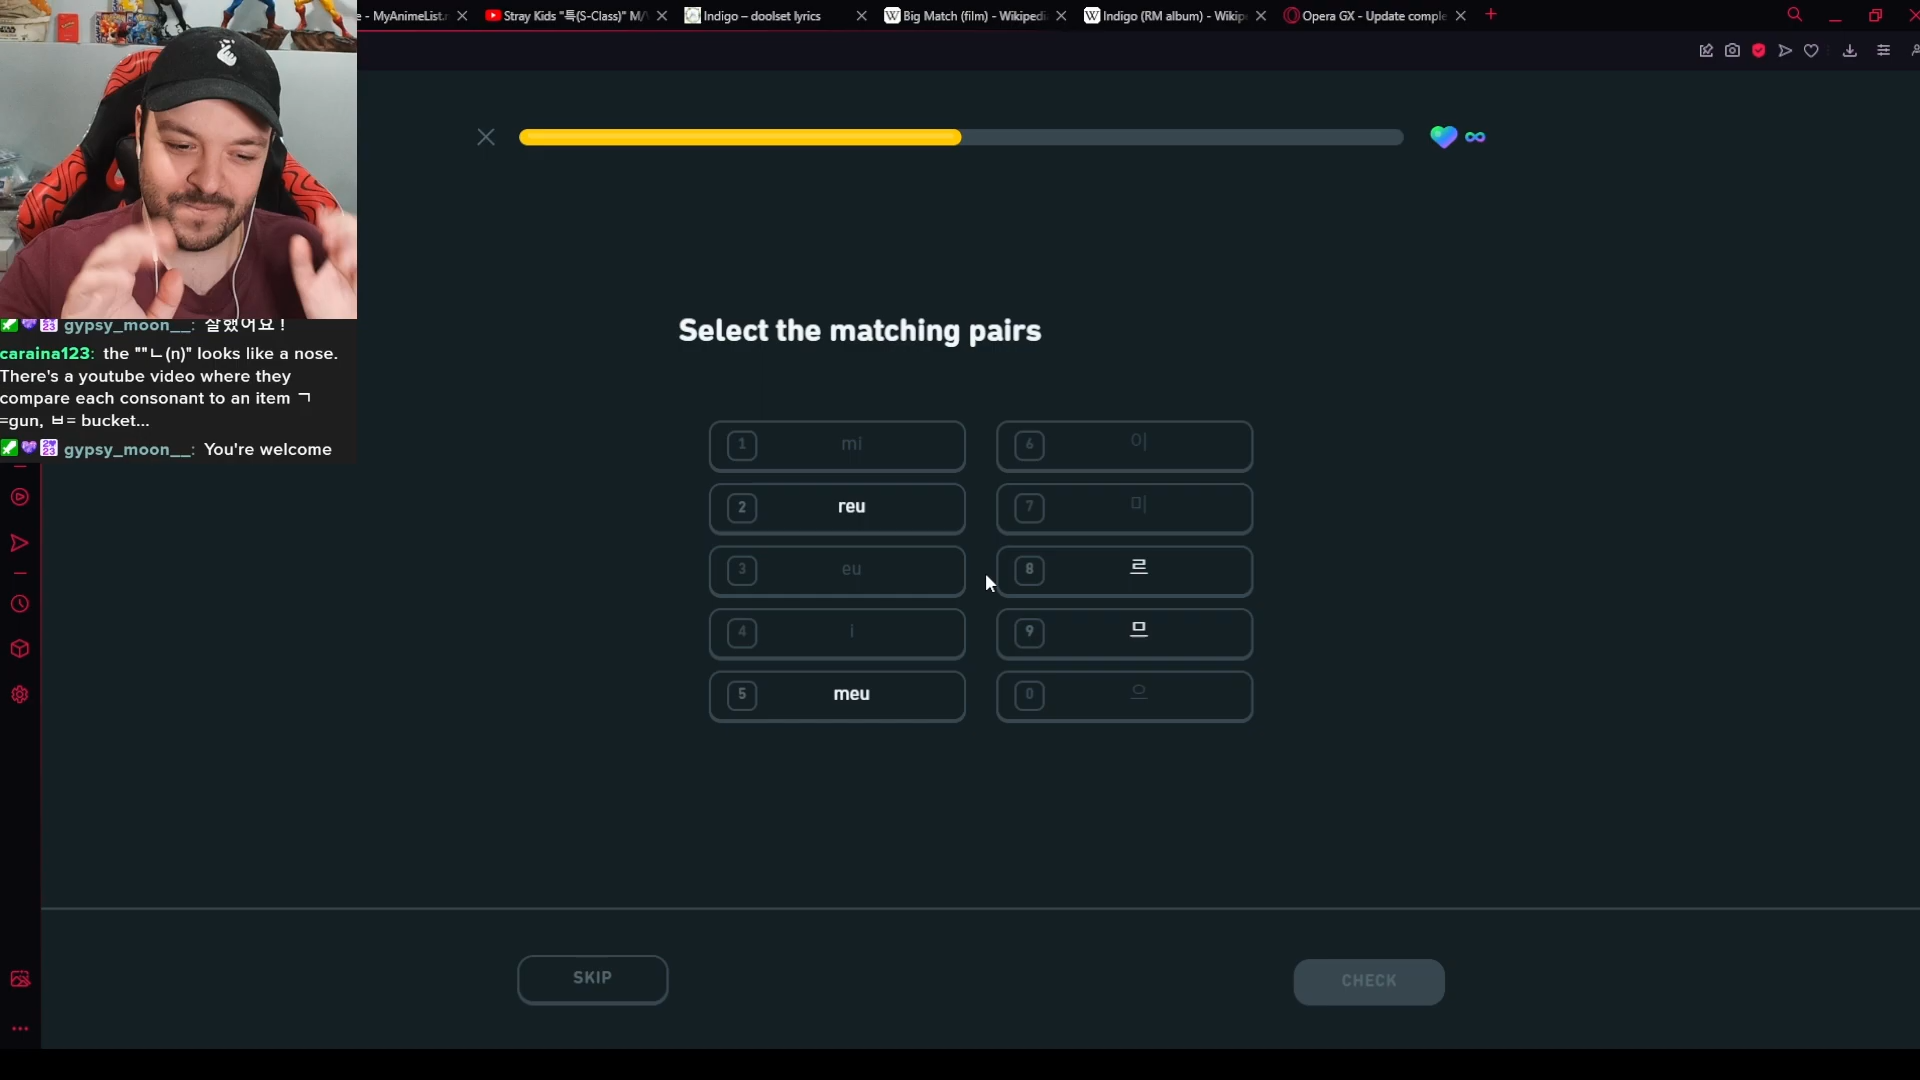 e - MyAnimeList.r
Stray Kids "특(S-Class)" M/
Indigo – doolset lyrics
Big Match (film) - Wikipedi
Indigo (RM album) - Wikip
Opera GX - Update comple
gypsy_moon__: 잘했어요 !
caraina123: the ""ㄴ(n)" looks like a nose.
There's a youtube video where they
compare each consonant to an item ㄱ
=gun, ㅂ= bucket...
gypsy_moon__: You're welcome
Select the matching pairs
1 mi
6 이
2 reu
7 미
3 eu
8 르
4 i
9 므
5 meu
0 으
SKIP
CHECK